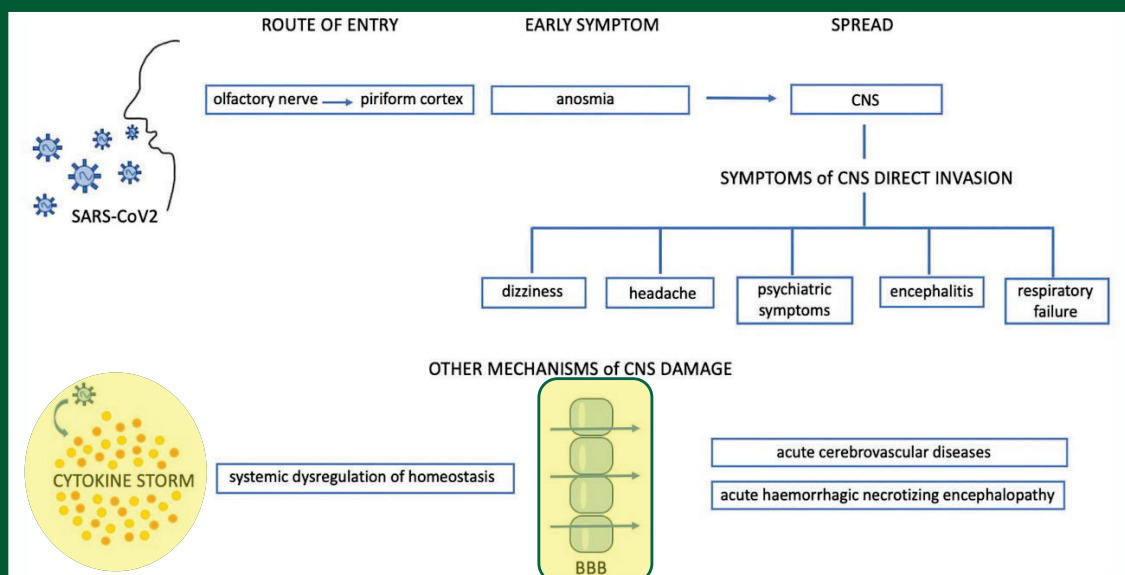 ROUTE OF ENTRY
EARLY SYMPTOM
SPREAD
olfactory nerve → piriform cortex
anosmia
CNS
SARS-CoV2
SYMPTOMS of CNS DIRECT INVASION
dizziness
headache
psychiatric
symptoms
encephalitis
respiratory
failure
OTHER MECHANISMS of CNS DAMAGE
CYTOKINE STORM
systemic dysregulation of homeostasis
BBB
acute cerebrovascular diseases
acute haemorrhagic necrotizing encephalopathy